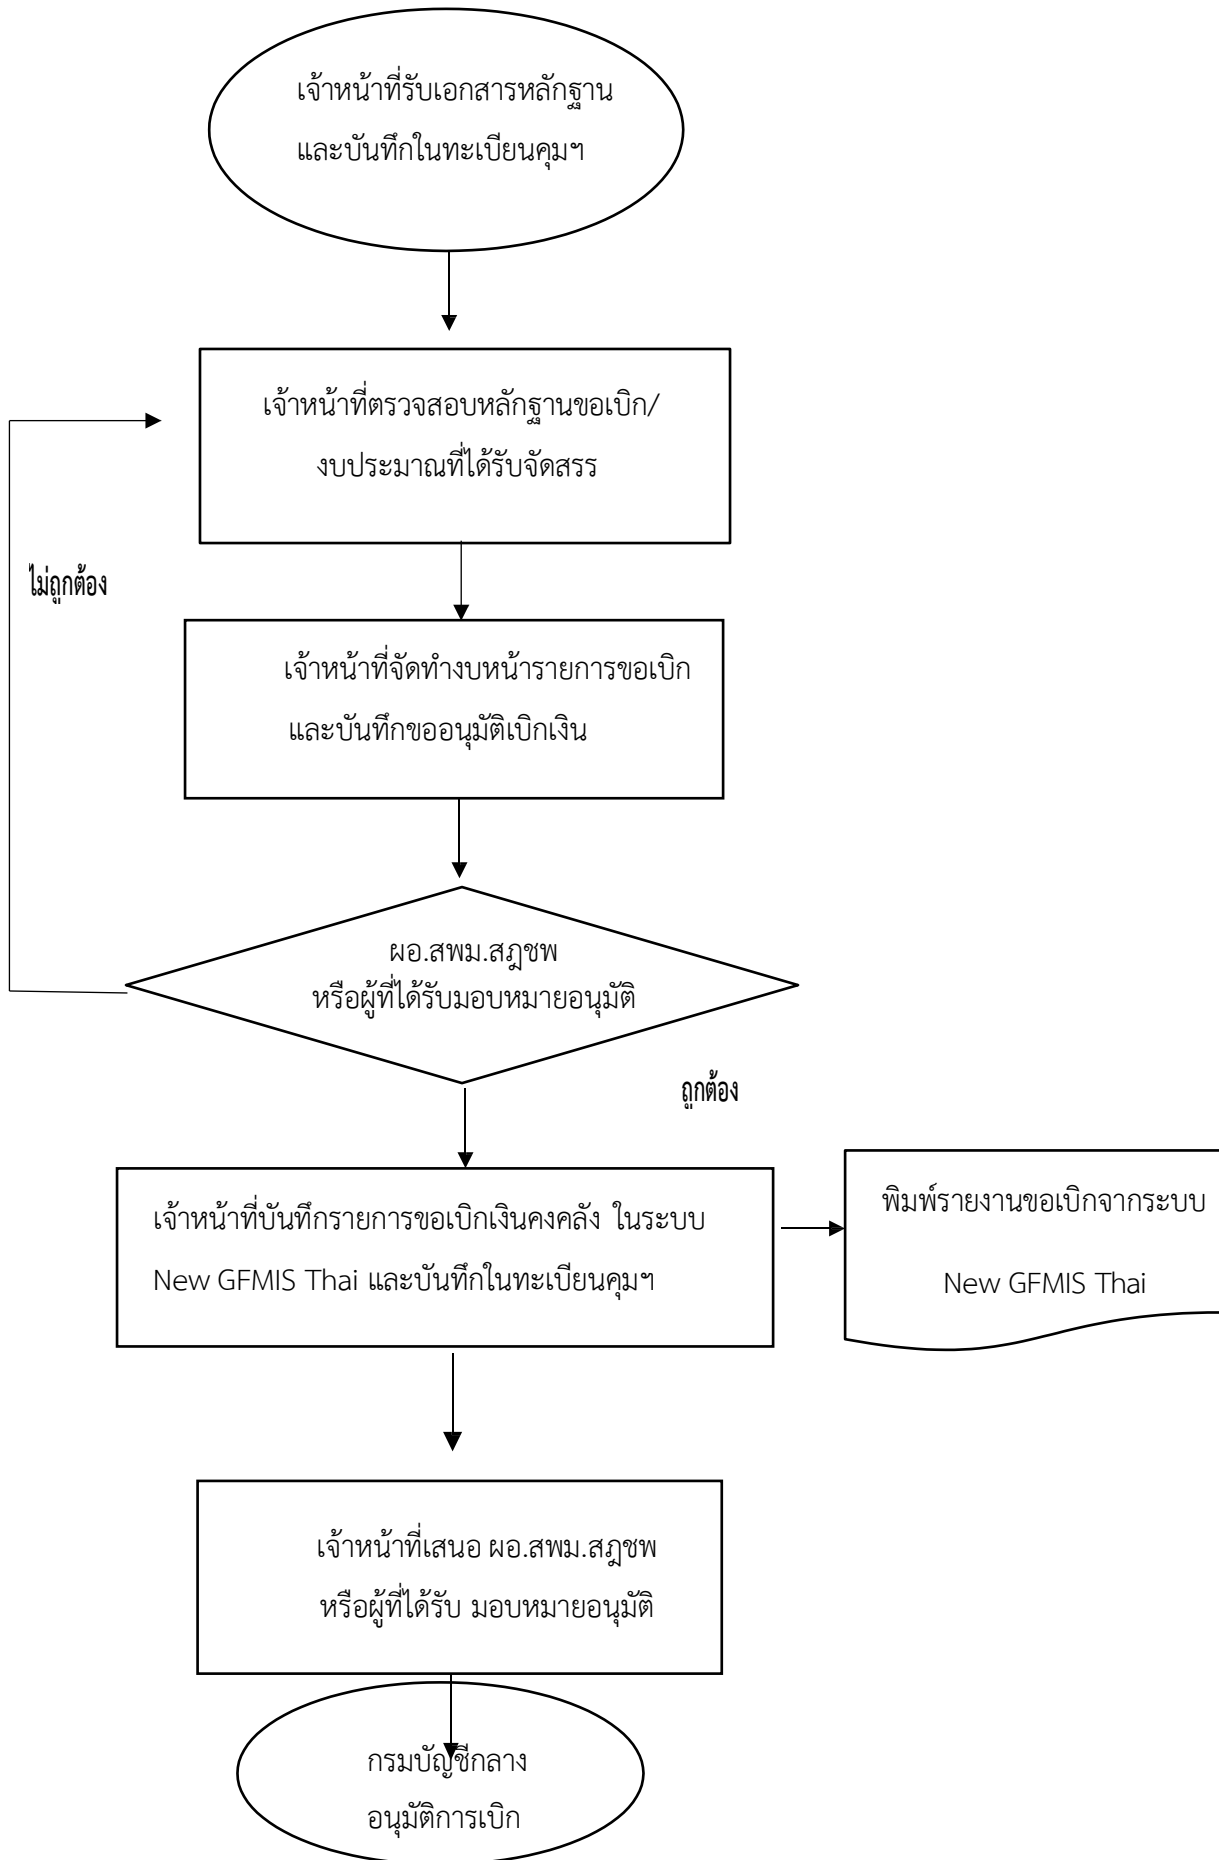 เจ้าหน้าที่รับเอกสารหลักฐาน
และบันทึกในทะเบียนคุมฯ
เจ้าหน้าที่ตรวจสอบหลักฐานขอเบิก/
งบประมาณที่ได้รับจัดสรร
ไม่ถูกต้อง
เจ้าหน้าที่จัดทำงบหน้ารายการขอเบิก
และบันทึกขออนุมัติเบิกเงิน
ผอ.สพม.สฎชพ
หรือผู้ที่ได้รับมอบหมายอนุมัติ
ถูกต้อง
เจ้าหน้าที่บันทึกรายการขอเบิกเงินคงคลัง ในระบบ
New GFMIS Thai และบันทึกในทะเบียนคุมฯ
พิมพ์รายงานขอเบิกจากระบบ
New GFMIS Thai
เจ้าหน้าที่เสนอ ผอ.สพม.สฎชพ
หรือผู้ที่ได้รับ มอบหมายอนุมัติ
กรมบัญชีกลาง
อนุมัติการเบิก